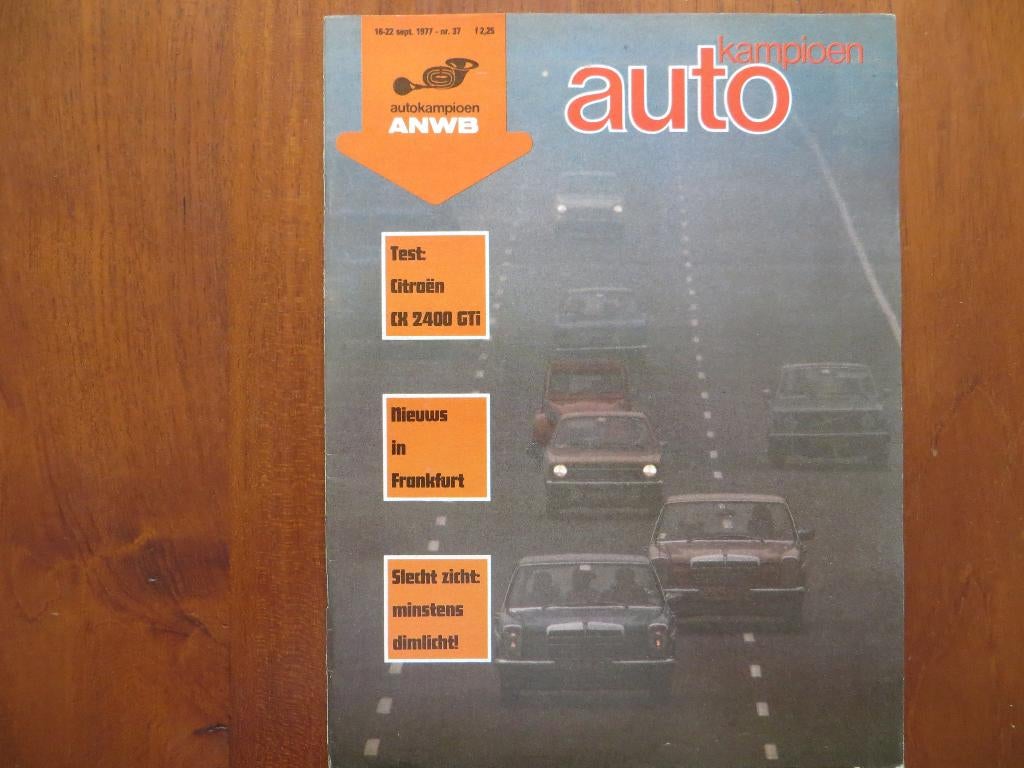 16-22 sept. 1977 - nr. 37 f 2,25
autokampioen
ANWB
kampioen
auto
Test:
Citroën
CX 2400 GTi
Nieuws
in
Frankfurt
Slecht zicht:
minstens
dimlicht!